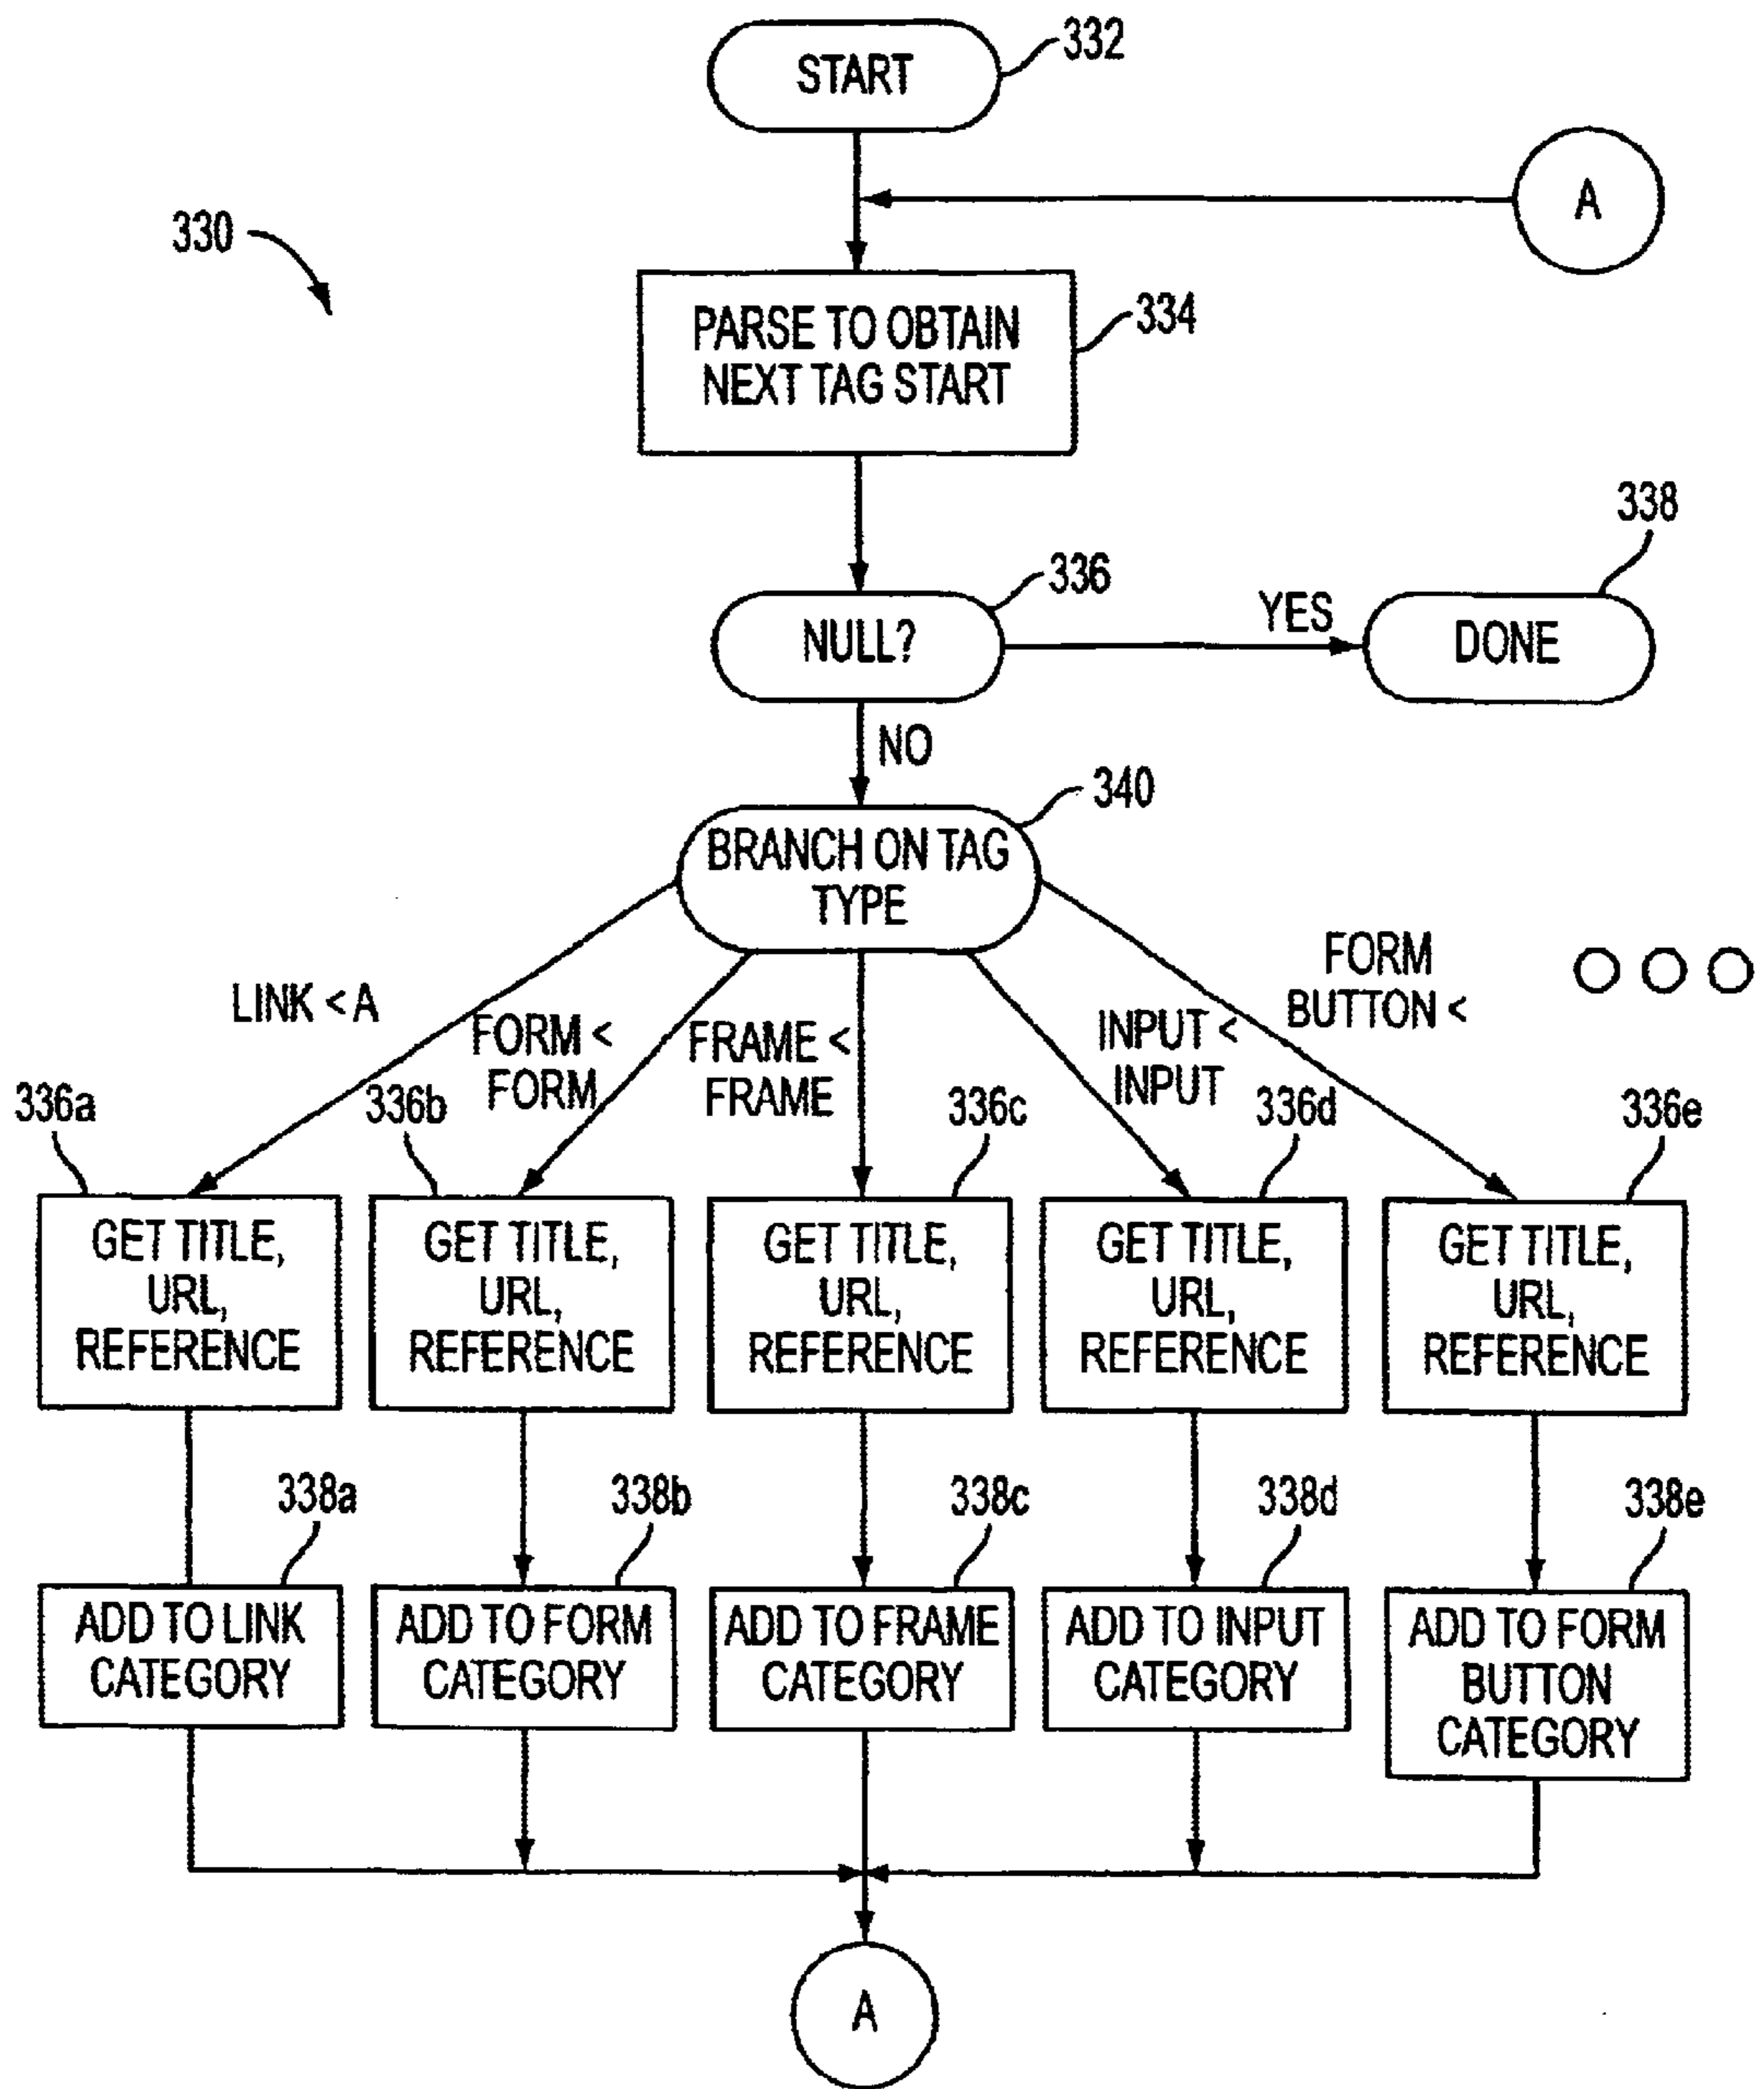 START
332
A
330
PARSE TO OBTAIN
NEXT TAG START
334
338
336
NULL?
YES
DONE
NO
340
BRANCH ON TAG
TYPE
LINK < A
FORM <
FORM
FRAME <
FRAME
INPUT <
INPUT
FORM
BUTTON <
336a
336b
336c
336d
336e
GET TITLE,
URL,
REFERENCE
GET TITLE,
URL,
REFERENCE
GET TITLE,
URL,
REFERENCE
GET TITLE,
URL,
REFERENCE
GET TITLE,
URL,
REFERENCE
338a
338b
338c
338d
338e
ADD TO LINK
CATEGORY
ADD TO FORM
CATEGORY
ADD TO FRAME
CATEGORY
ADD TO INPUT
CATEGORY
ADD TO FORM
BUTTON
CATEGORY
A